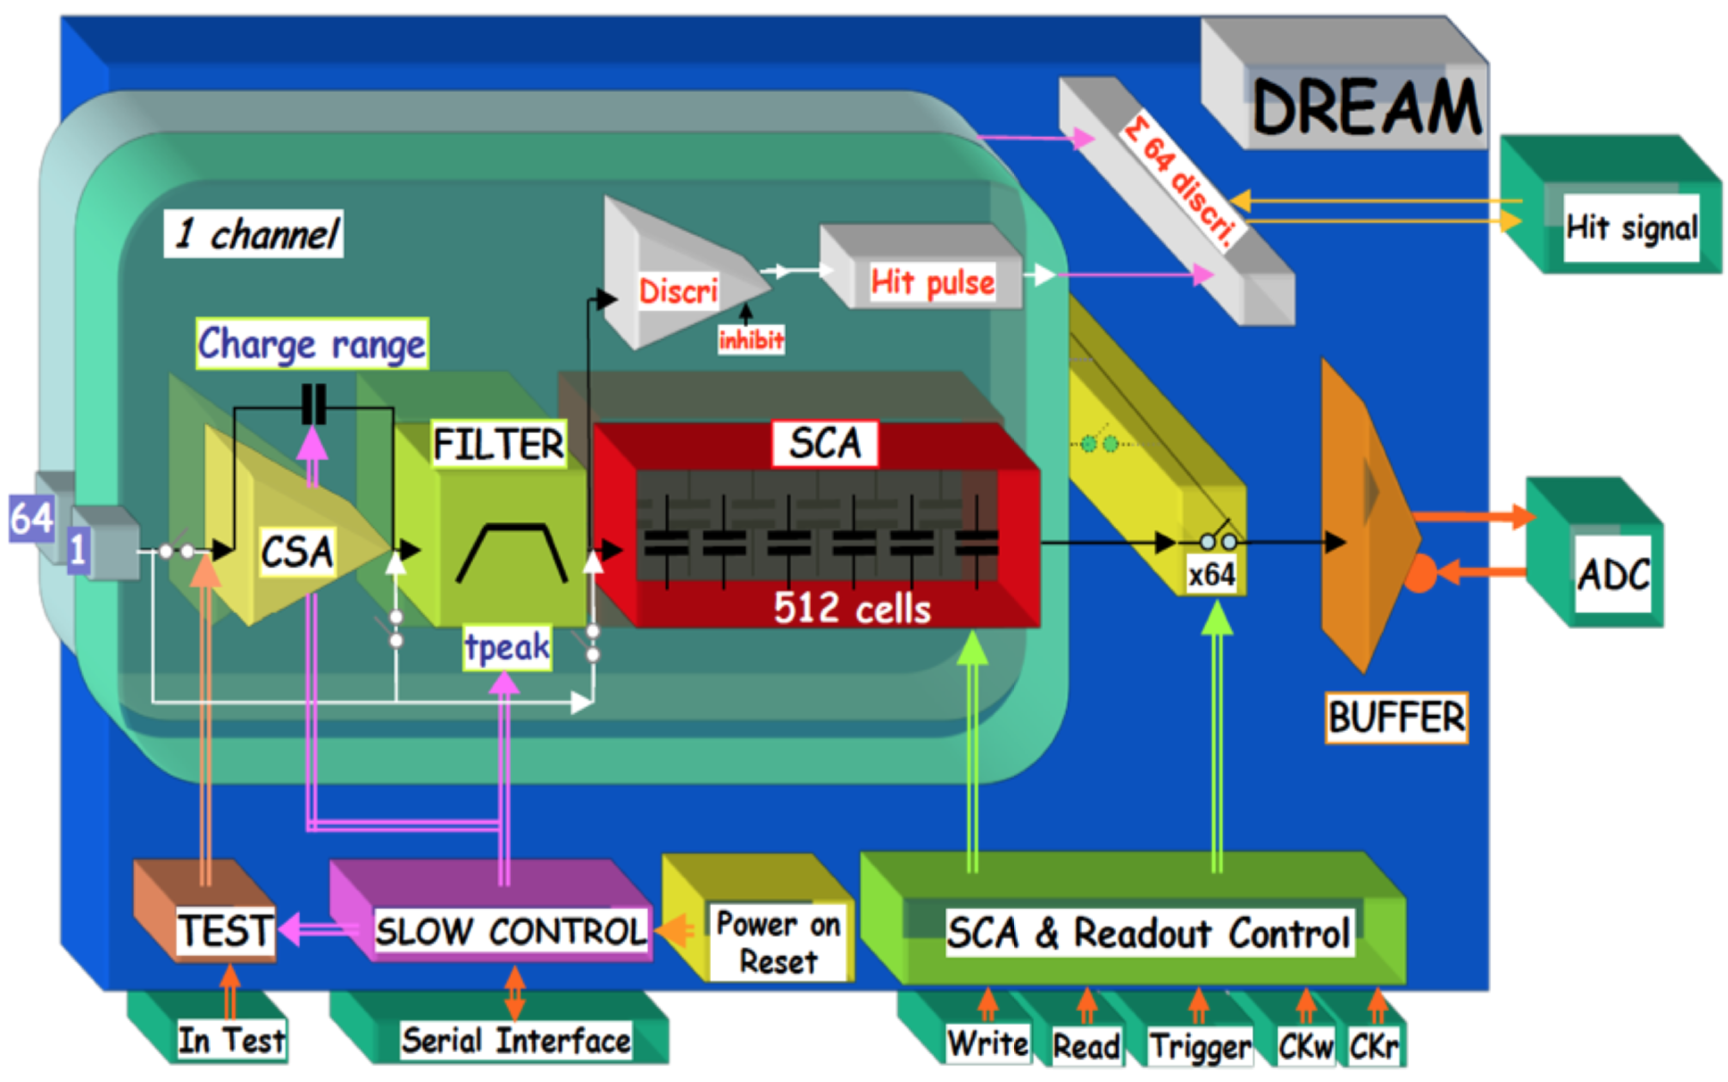 DREAM
Σ 64 discri.
Hit signal
1 channel
Discri
Hit pulse
inhibit
Charge range
FILTER
SCA
64
1
CSA
x64
ADC
512 cells
tpeak
BUFFER
TEST
SLOW CONTROL
Power on
Reset
SCA & Readout Control
In Test
Serial Interface
Write
Read
Trigger
CKw
CKr